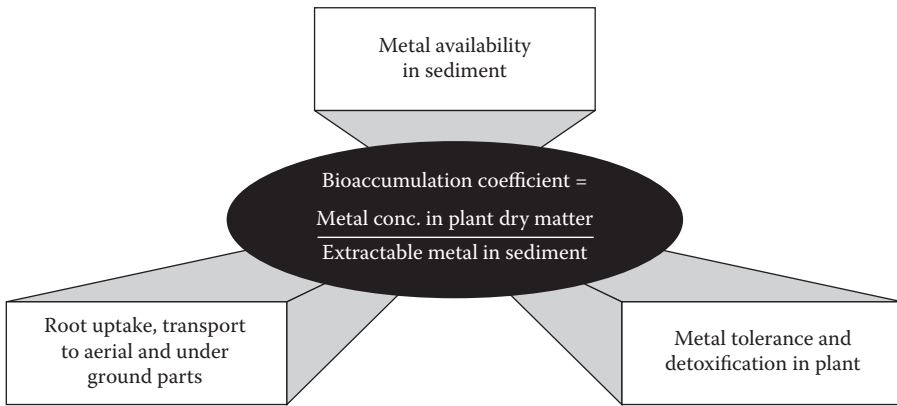 Metal availability
in sediment
Bioaccumulation coefficient =
Metal conc. in plant dry matter
Extractable metal in sediment
Root uptake, transport
to aerial and under
ground parts
Metal tolerance and
detoxification in plant